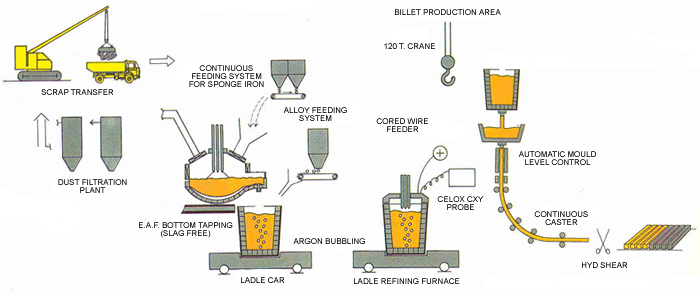 BILLET PRODUCTION AREA
120 T. CRANE
SCRAP TRANSFER
CONTINUOUS
FEEDING SYSTEM
FOR SPONGE IRON
ALLOY FEEDING
SYSTEM
CORED WIRE
FEEDER
AUTOMATIC MOULD
LEVEL CONTROL
DUST FILTRATION
PLANT
CELOX CXY
PROBE
E.A.F. BOTTOM TAPPING
(SLAG FREE)
ARGON BUBBLING
CONTINUOUS
CASTER
HYD SHEAR
LADLE CAR
LADLE REFINING FURNACE